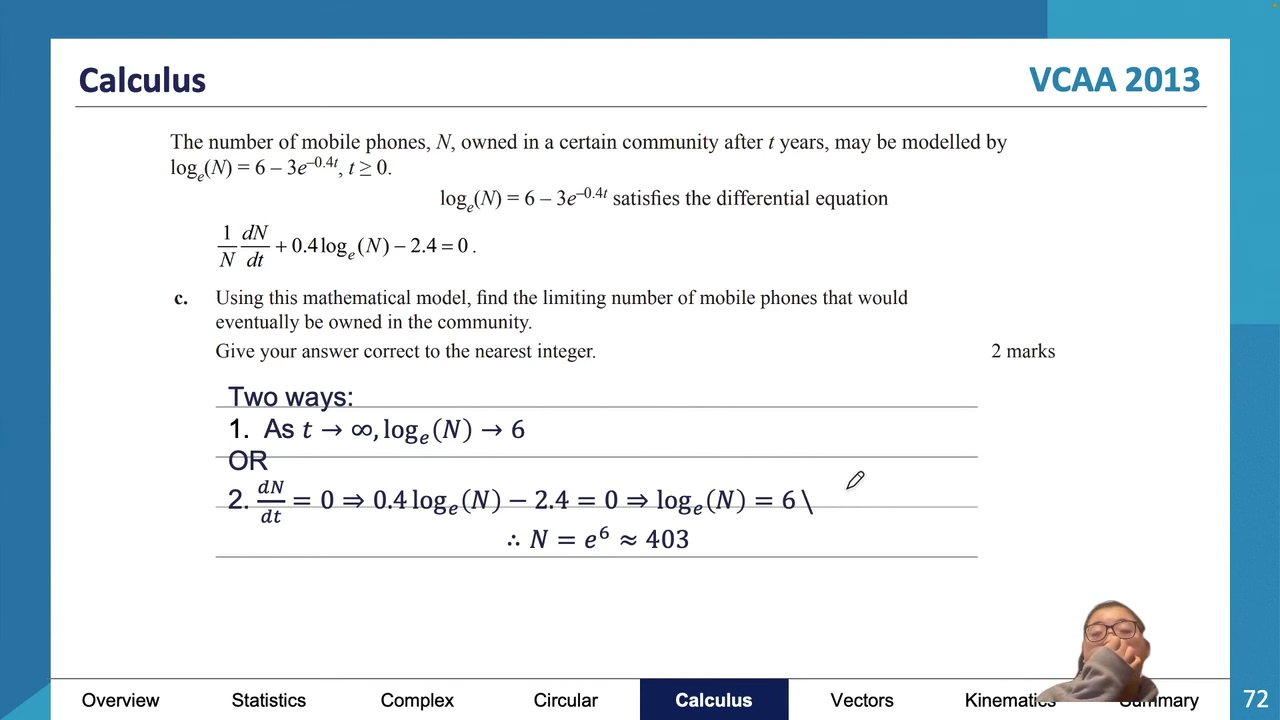 Calculus
VCAA 2013
The number of mobile phones, N, owned in a certain community after t years, may be modelled by
logₑ(N) = 6 – 3e^{–0.4t}, t ≥ 0.
logₑ(N) = 6 – 3e^{–0.4t} satisfies the differential equation
1/N dN/dt + 0.4 logₑ(N) – 2.4 = 0.
c. Using this mathematical model, find the limiting number of mobile phones that would
eventually be owned in the community.
Give your answer correct to the nearest integer. 2 marks
Two ways:
1. As t → ∞, logₑ(N) → 6
OR
2. dN/dt = 0 ⇒ 0.4 logₑ(N) − 2.4 = 0 ⇒ logₑ(N) = 6 \
∴ N = e⁶ ≈ 403
Overview Statistics Complex Circular Calculus Vectors Kinematics Summary 72